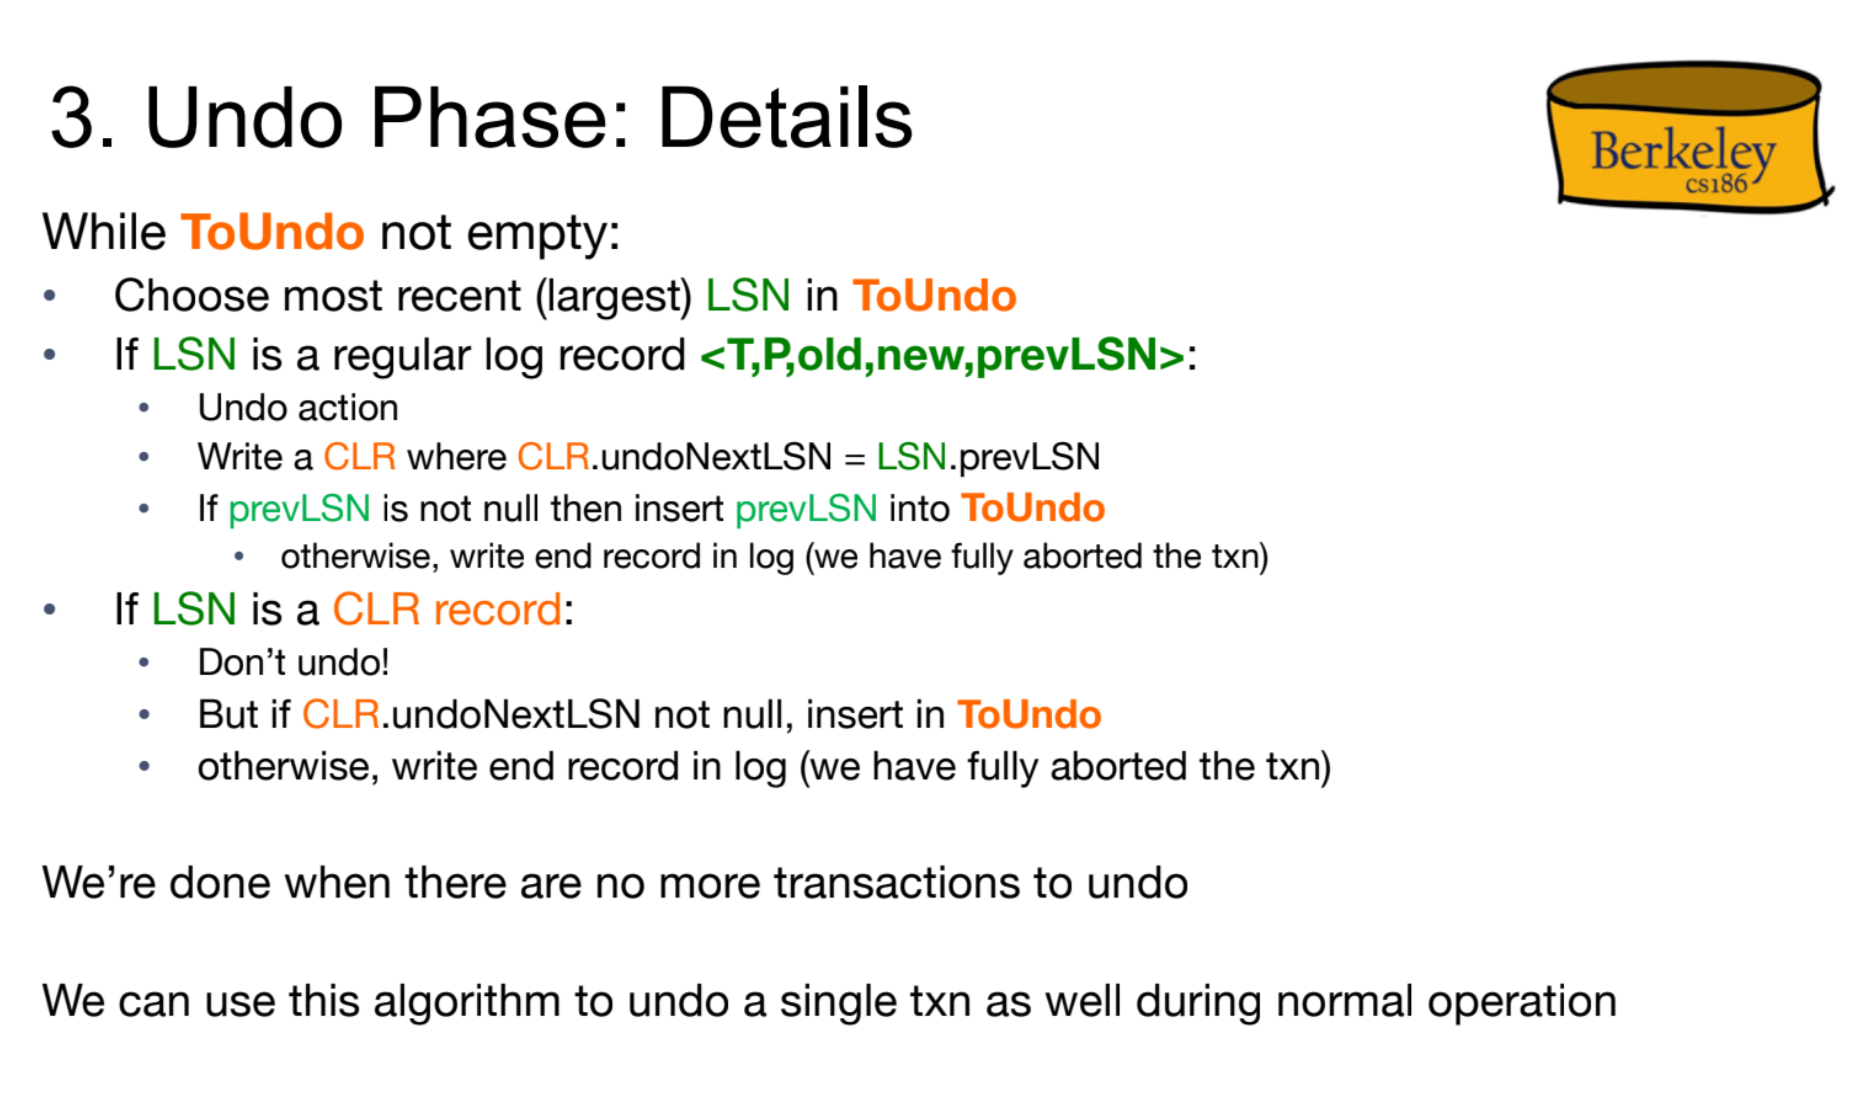 3. Undo Phase: Details
Berkeley
cs186
While ToUndo not empty:
• Choose most recent (largest) LSN in ToUndo
• If LSN is a regular log record <T,P,old,new,prevLSN>:
• Undo action
• Write a CLR where CLR.undoNextLSN = LSN.prevLSN
• If prevLSN is not null then insert prevLSN into ToUndo
• otherwise, write end record in log (we have fully aborted the txn)
• If LSN is a CLR record:
• Don't undo!
• But if CLR.undoNextLSN not null, insert in ToUndo
• otherwise, write end record in log (we have fully aborted the txn)
We're done when there are no more transactions to undo
We can use this algorithm to undo a single txn as well during normal operation